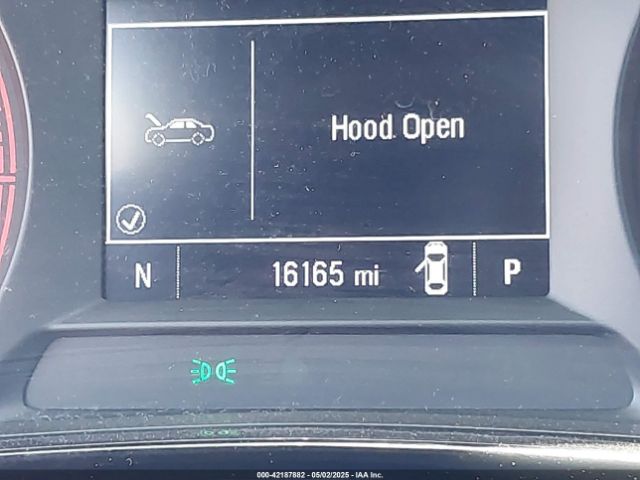 Hood Open
N 16165 mi P
000-42187882 - 05/02/2025 - IAA Inc.